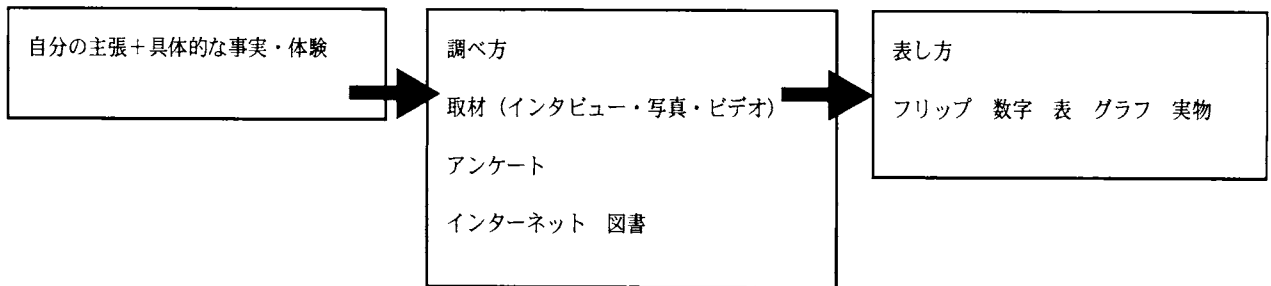 自分の主張+具体的な事実・体験
調べ方
取材(インタビュー・写真・ビデオ)
アンケート
インターネット 図書
表し方
フリップ 数字 表 グラフ 実物